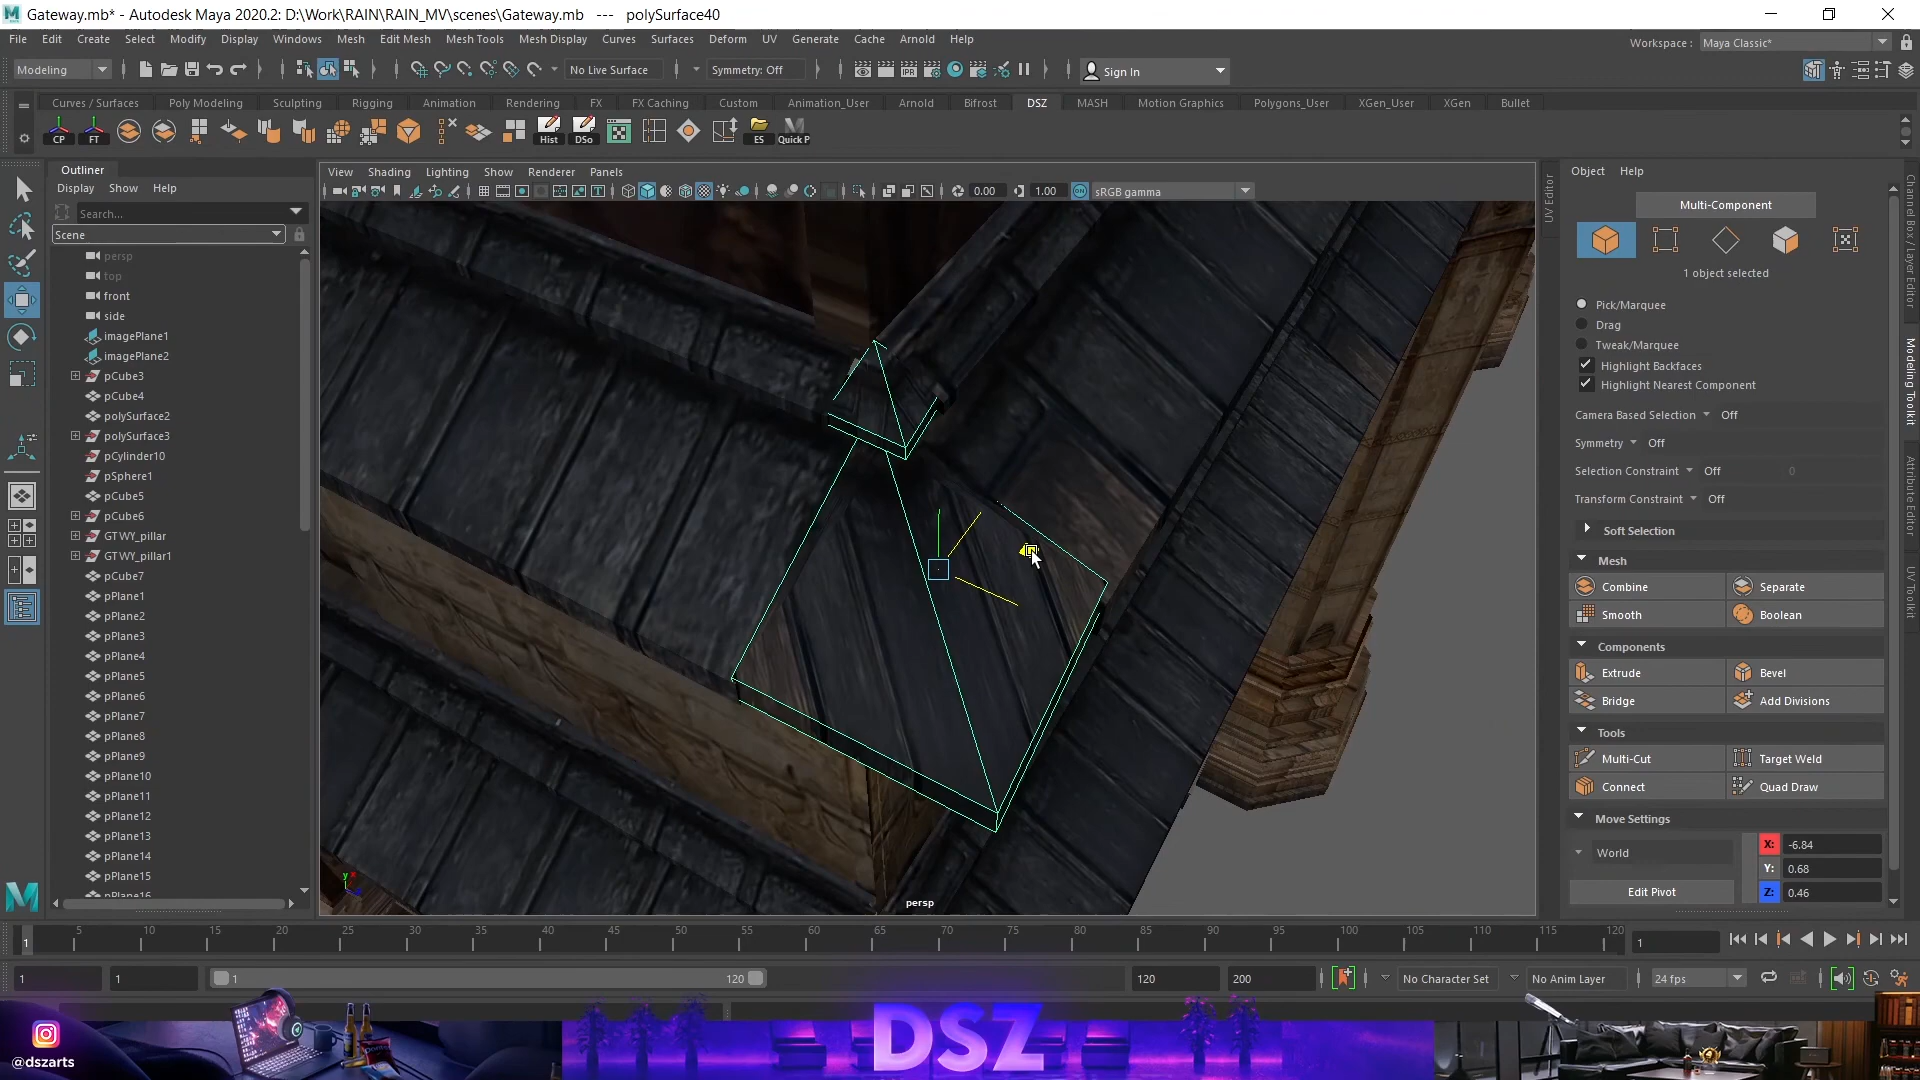 Gateway.mb* - Autodesk Maya 2020.2: D:\Work\RAIN\RAIN_MV\scenes\Gateway.mb --- polySurface40
File Edit Create Select Modify Display Windows Mesh Edit Mesh Mesh Tools Mesh Display Curves Surfaces Deform UV Generate Cache Arnold Help
Workspace : Maya Classic*
Modeling No Live Surface Symmetry: Off Sign In
Curves / Surfaces Poly Modeling Sculpting Rigging Animation Rendering FX FX Caching Custom Animation_User Arnold Bifrost DSZ MASH Motion Graphics Polygons_User XGen_User XGen Bullet
CP FT Hist DSo ES Quick P
Outliner
Display Show Help
Search...
Scene
persp
top
front
side
imagePlane1
imagePlane2
pCube3
pCube4
polySurface2
polySurface3
pCylinder10
pSphere1
pCube5
pCube6
GTWY_pillar
GTWY_pillar1
pCube7
pPlane1
pPlane2
pPlane3
pPlane4
pPlane5
pPlane6
pPlane7
pPlane8
pPlane9
pPlane10
pPlane11
pPlane12
pPlane13
pPlane14
pPlane15
pPlane16
View Shading Lighting Show Renderer Panels
0.00 1.00 ON sRGB gamma
persp
UV Editor
Object Help
Multi-Component
1 object selected
Pick/Marquee
Drag
Tweak/Marquee
Highlight Backfaces
Highlight Nearest Component
Camera Based Selection Off
Symmetry Off
Selection Constraint Off 0
Transform Constraint Off
Soft Selection
Mesh
Combine Separate
Smooth Boolean
Components
Extrude Bevel
Bridge Add Divisions
Tools
Multi-Cut Target Weld
Connect Quad Draw
Move Settings
World X: -6.84
Y: 0.68
Edit Pivot Z: 0.46
Channel Box / Layer Editor
Modeling Toolkit
Attribute Editor
UV Toolkit
1 5 10 15 20 25 30 35 40 45 50 55 60 65 70 75 80 85 90 95 100 105 110 115 120 1
1 1 1 120 120 200 No Character Set No Anim Layer 24 fps
DSZ
@dszarts